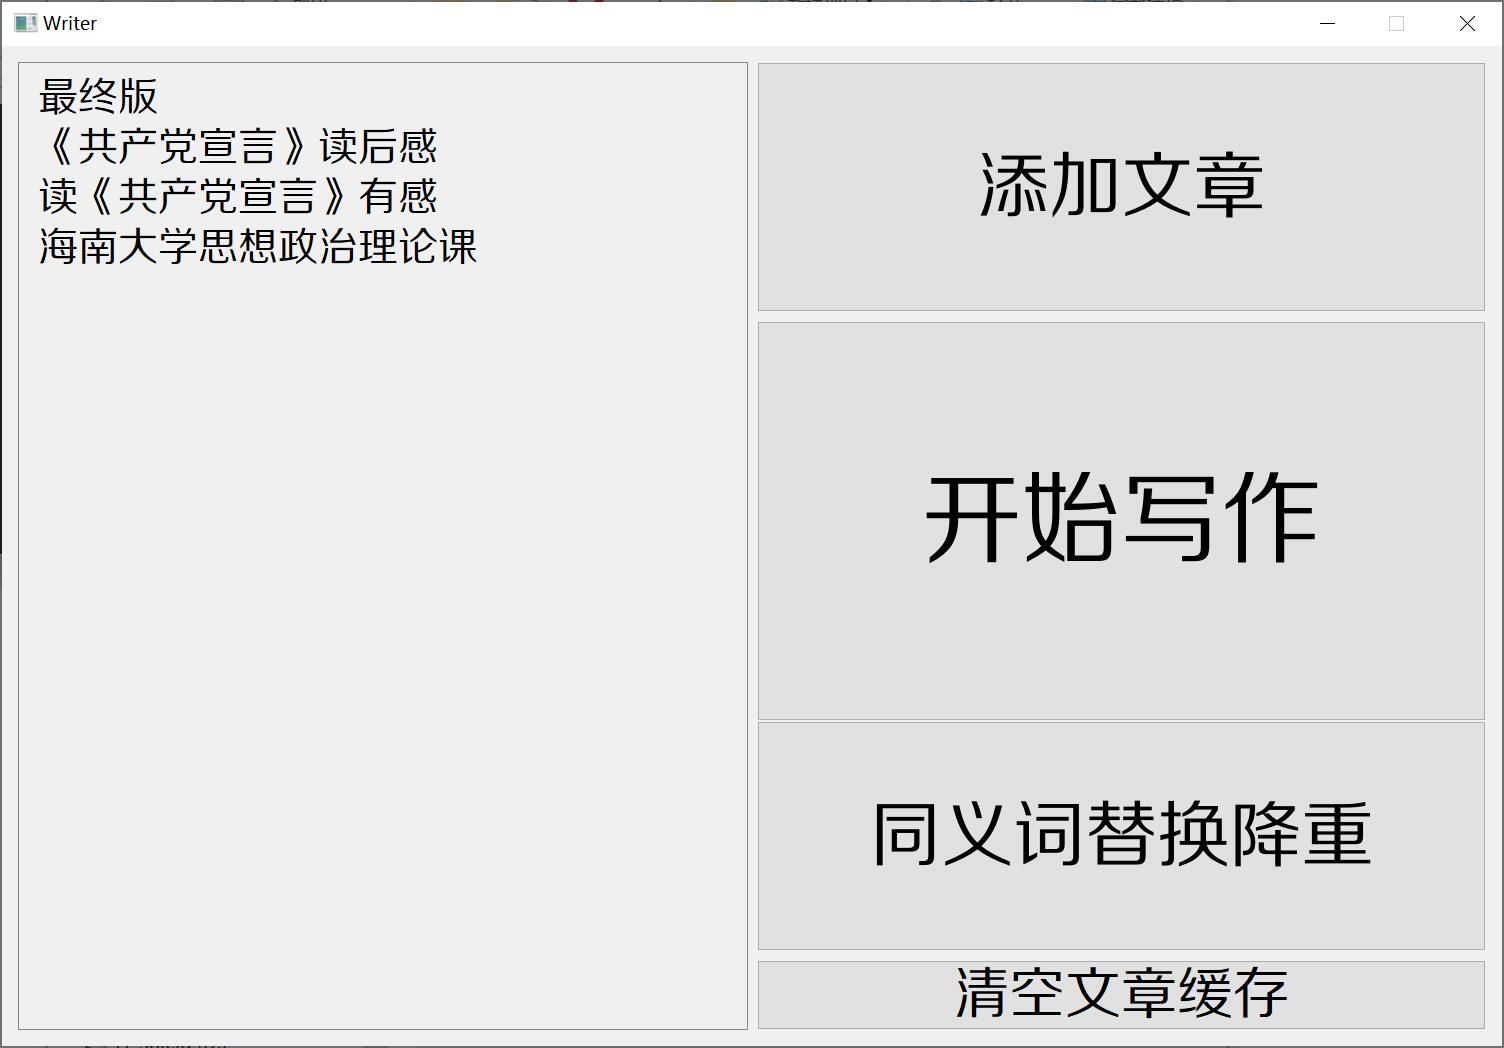 Writer
最终版
《共产党宣言》读后感
读《共产党宣言》有感
海南大学思想政治理论课
添加文章
开始写作
同义词替换降重
清空文章缓存